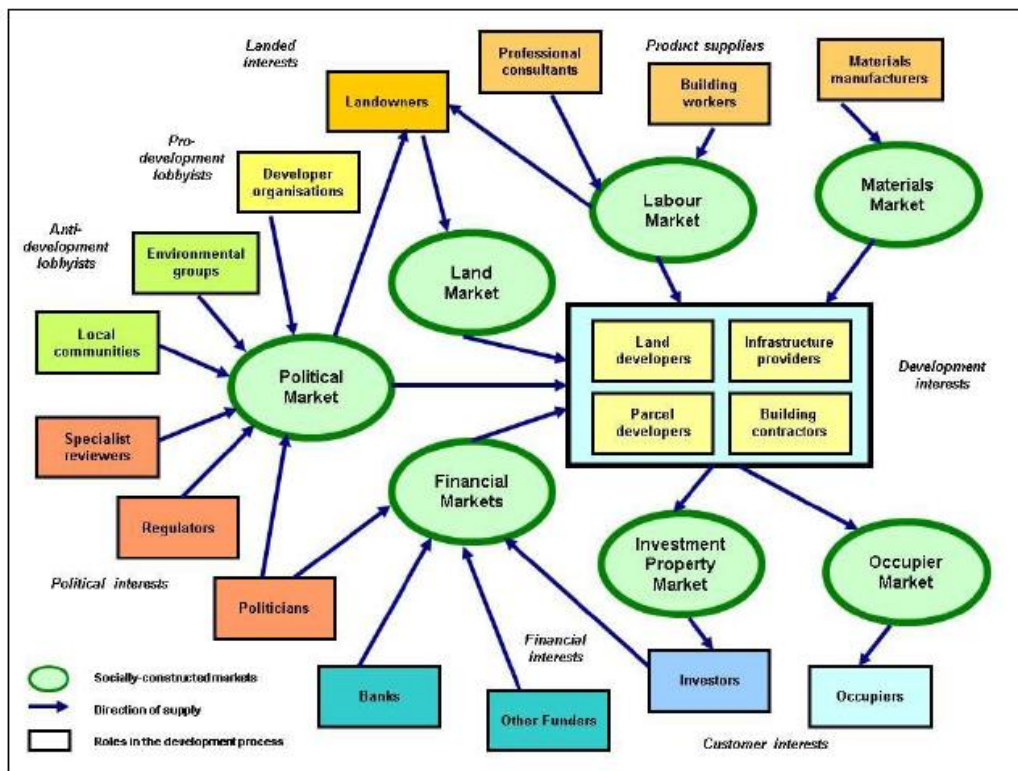 Landed
interests
Professional
consultants
Product suppliers
Materials
manufacturers
Building
workers
Landowners
Pro-
development
lobbyists
Developer
organisations
Labour
Market
Materials
Market
Anti-
development
lobbyists
Environmental
groups
Land
Market
Local
communities
Political
Market
Land
developers
Infrastructure
providers
Development
interests
Parcel
developers
Building
contractors
Specialist
reviewers
Financial
Markets
Regulators
Investment
Property
Market
Occupier
Market
Political interests
Politicians
Financial
interests
Socially-constructed markets
Banks
Investors
Occupiers
Direction of supply
Other Funders
Roles in the development process
Customer interests